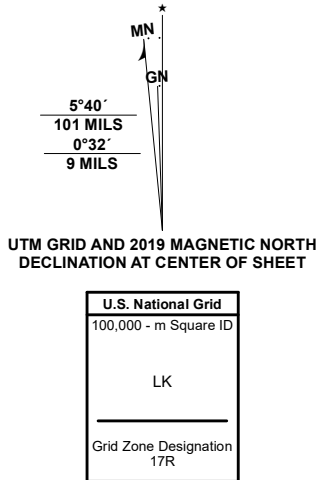 MN
GN
5°40´
101 MILS
0°32´
9 MILS
UTM GRID AND 2019 MAGNETIC NORTH
DECLINATION AT CENTER OF SHEET
U.S. National Grid
100,000 - m Square ID
LK
Grid Zone Designation
17R